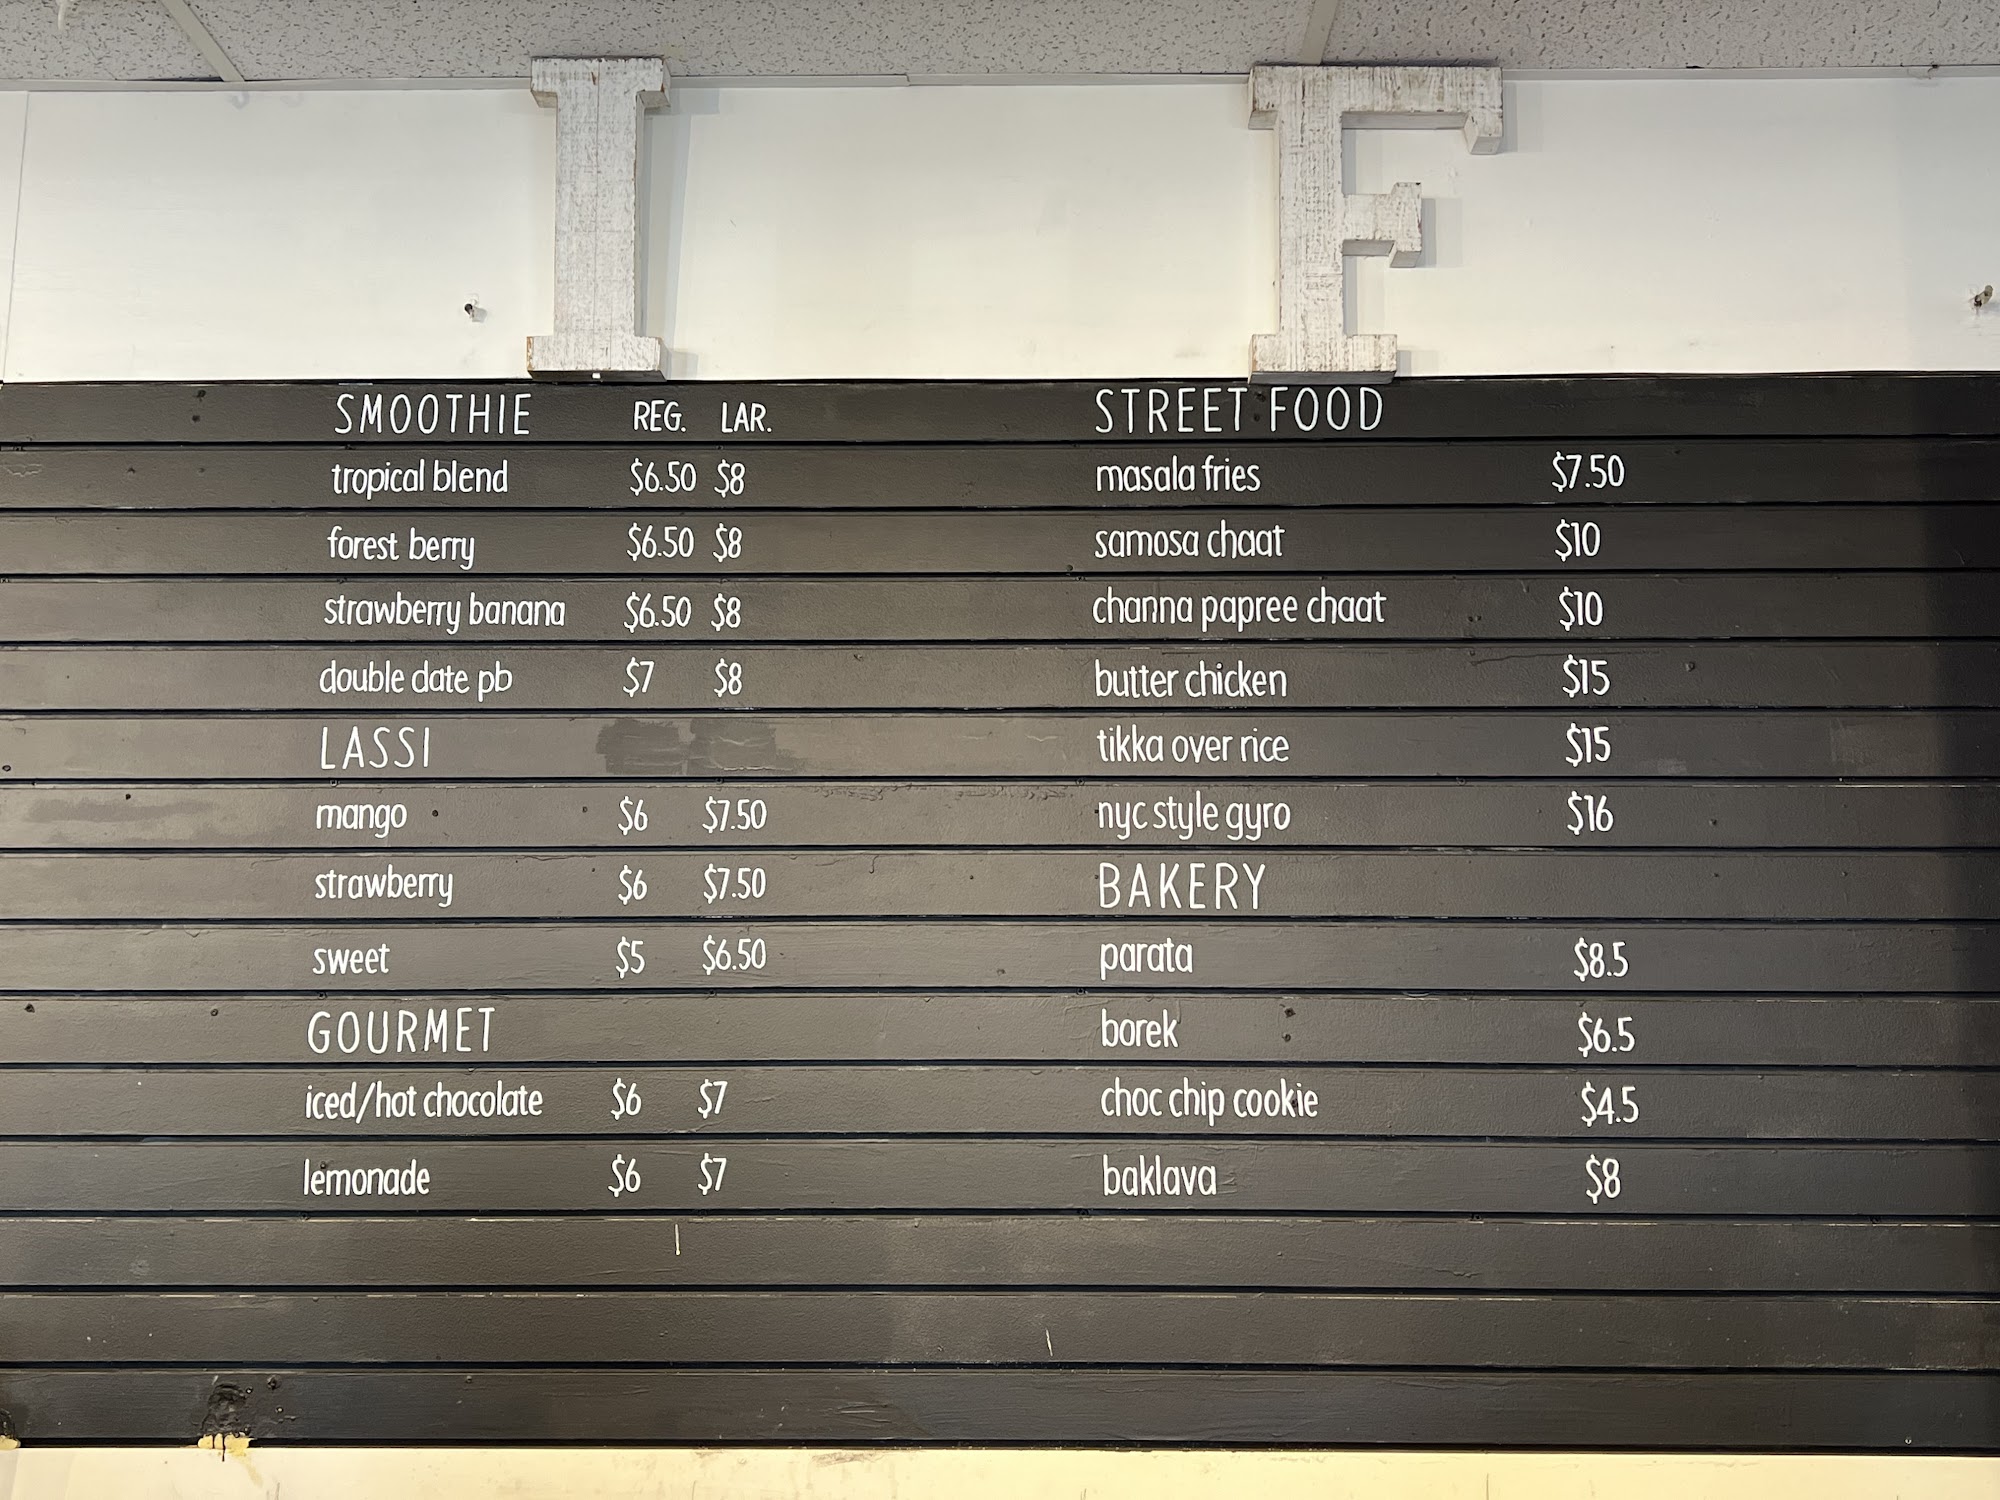 I F
SMOOTHIE REG. LAR.
tropical blend $6.50 $8
forest berry $6.50 $8
strawberry banana $6.50 $8
double date pb $7 $8
LASSI
mango $6 $7.50
strawberry $6 $7.50
sweet $5 $6.50
GOURMET
iced/hot chocolate $6 $7
lemonade $6 $7
STREET FOOD
masala fries $7.50
samosa chaat $10
channa papree chaat $10
butter chicken $15
tikka over rice $15
nyc style gyro $16
BAKERY
parata $8.5
borek $6.5
choc chip cookie $4.5
baklava $8